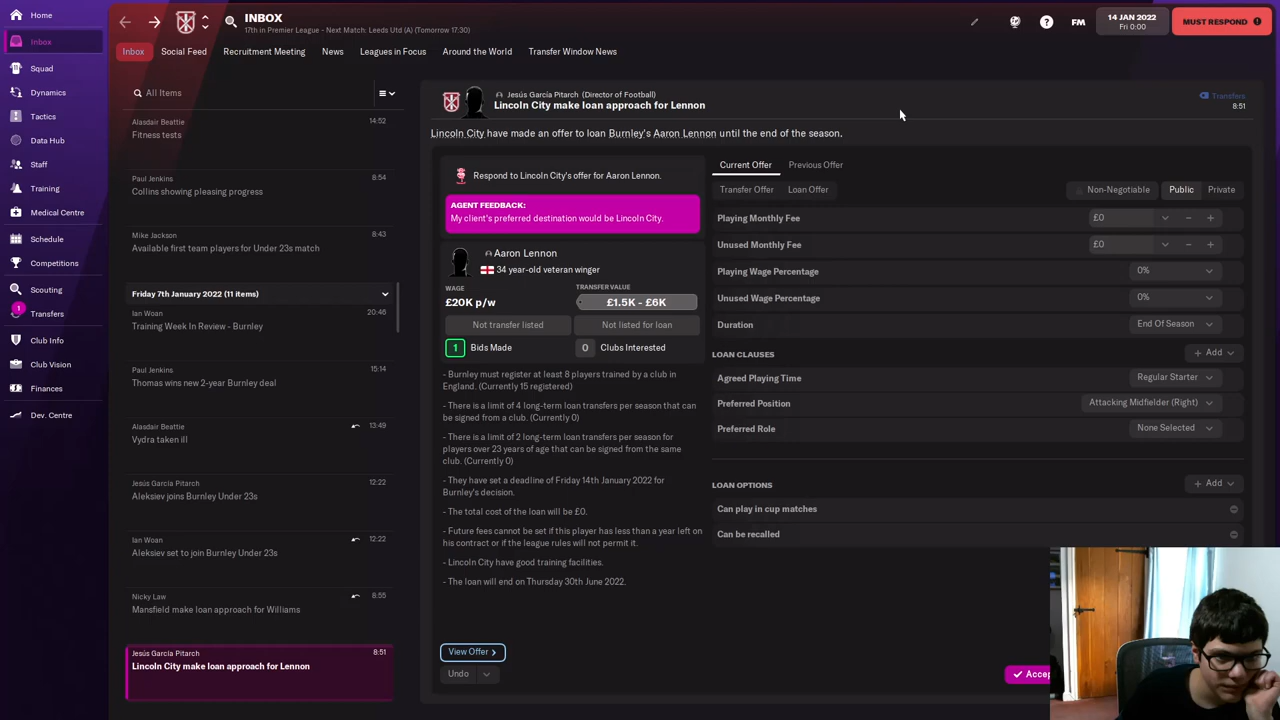 Home
Inbox
Squad
Dynamics
Tactics
Data Hub
Staff
Training
Medical Centre
Schedule
Competitions
Scouting
1
Transfers
Club Info
Club Vision
Finances
Dev. Centre
INBOX
17th in Premier League - Next Match: Leeds Utd (A) (Tomorrow 17:30)
FM
14 JAN 2022
Fri 0:00
MUST RESPOND
Inbox
Social Feed
Recruitment Meeting
News
Leagues in Focus
Around the World
Transfer Window News
All Items
Alasdair Beattie
14:52
Fitness tests
Paul Jenkins
8:54
Collins showing pleasing progress
Mike Jackson
8:43
Available first team players for Under 23s match
Friday 7th January 2022 (11 items)
Ian Woan
20:46
Training Week In Review - Burnley
Paul Jenkins
15:14
Thomas wins new 2-year Burnley deal
Alasdair Beattie
13:49
Vydra taken ill
Jesús García Pitarch
12:22
Aleksiev joins Burnley Under 23s
Ian Woan
12:22
Aleksiev set to join Burnley Under 23s
Nicky Law
8:55
Mansfield make loan approach for Williams
Jesús García Pitarch
8:51
Lincoln City make loan approach for Lennon
Jesús García Pitarch (Director of Football)
Lincoln City make loan approach for Lennon
Transfers
8:51
Lincoln City have made an offer to loan Burnley's Aaron Lennon until the end of the season.
Respond to Lincoln City's offer for Aaron Lennon.
AGENT FEEDBACK:
My client's preferred destination would be Lincoln City.
Aaron Lennon
34 year-old veteran winger
WAGE
TRANSFER VALUE
£20K p/w
£1.5K - £6K
Not transfer listed
Not listed for loan
1
Bids Made
0
Clubs Interested
- Burnley must register at least 8 players trained by a club in
England. (Currently 15 registered)
- There is a limit of 4 long-term loan transfers per season that can
be signed from a club. (Currently 0)
- There is a limit of 2 long-term loan transfers per season for
players over 23 years of age that can be signed from the same
club. (Currently 0)
- They have set a deadline of Friday 14th January 2022 for
Burnley's decision.
- The total cost of the loan will be £0.
- Future fees cannot be set if this player has less than a year left on
his contract or if the league rules will not permit it.
- Lincoln City have good training facilities.
- The loan will end on Thursday 30th June 2022.
View Offer
Undo
Current Offer
Previous Offer
Transfer Offer
Loan Offer
Non-Negotiable
Public
Private
Playing Monthly Fee
£0
Unused Monthly Fee
£0
Playing Wage Percentage
0%
Unused Wage Percentage
0%
Duration
End Of Season
LOAN CLAUSES
Add
Agreed Playing Time
Regular Starter
Preferred Position
Attacking Midfielder (Right)
Preferred Role
None Selected
LOAN OPTIONS
Add
Can play in cup matches
Can be recalled